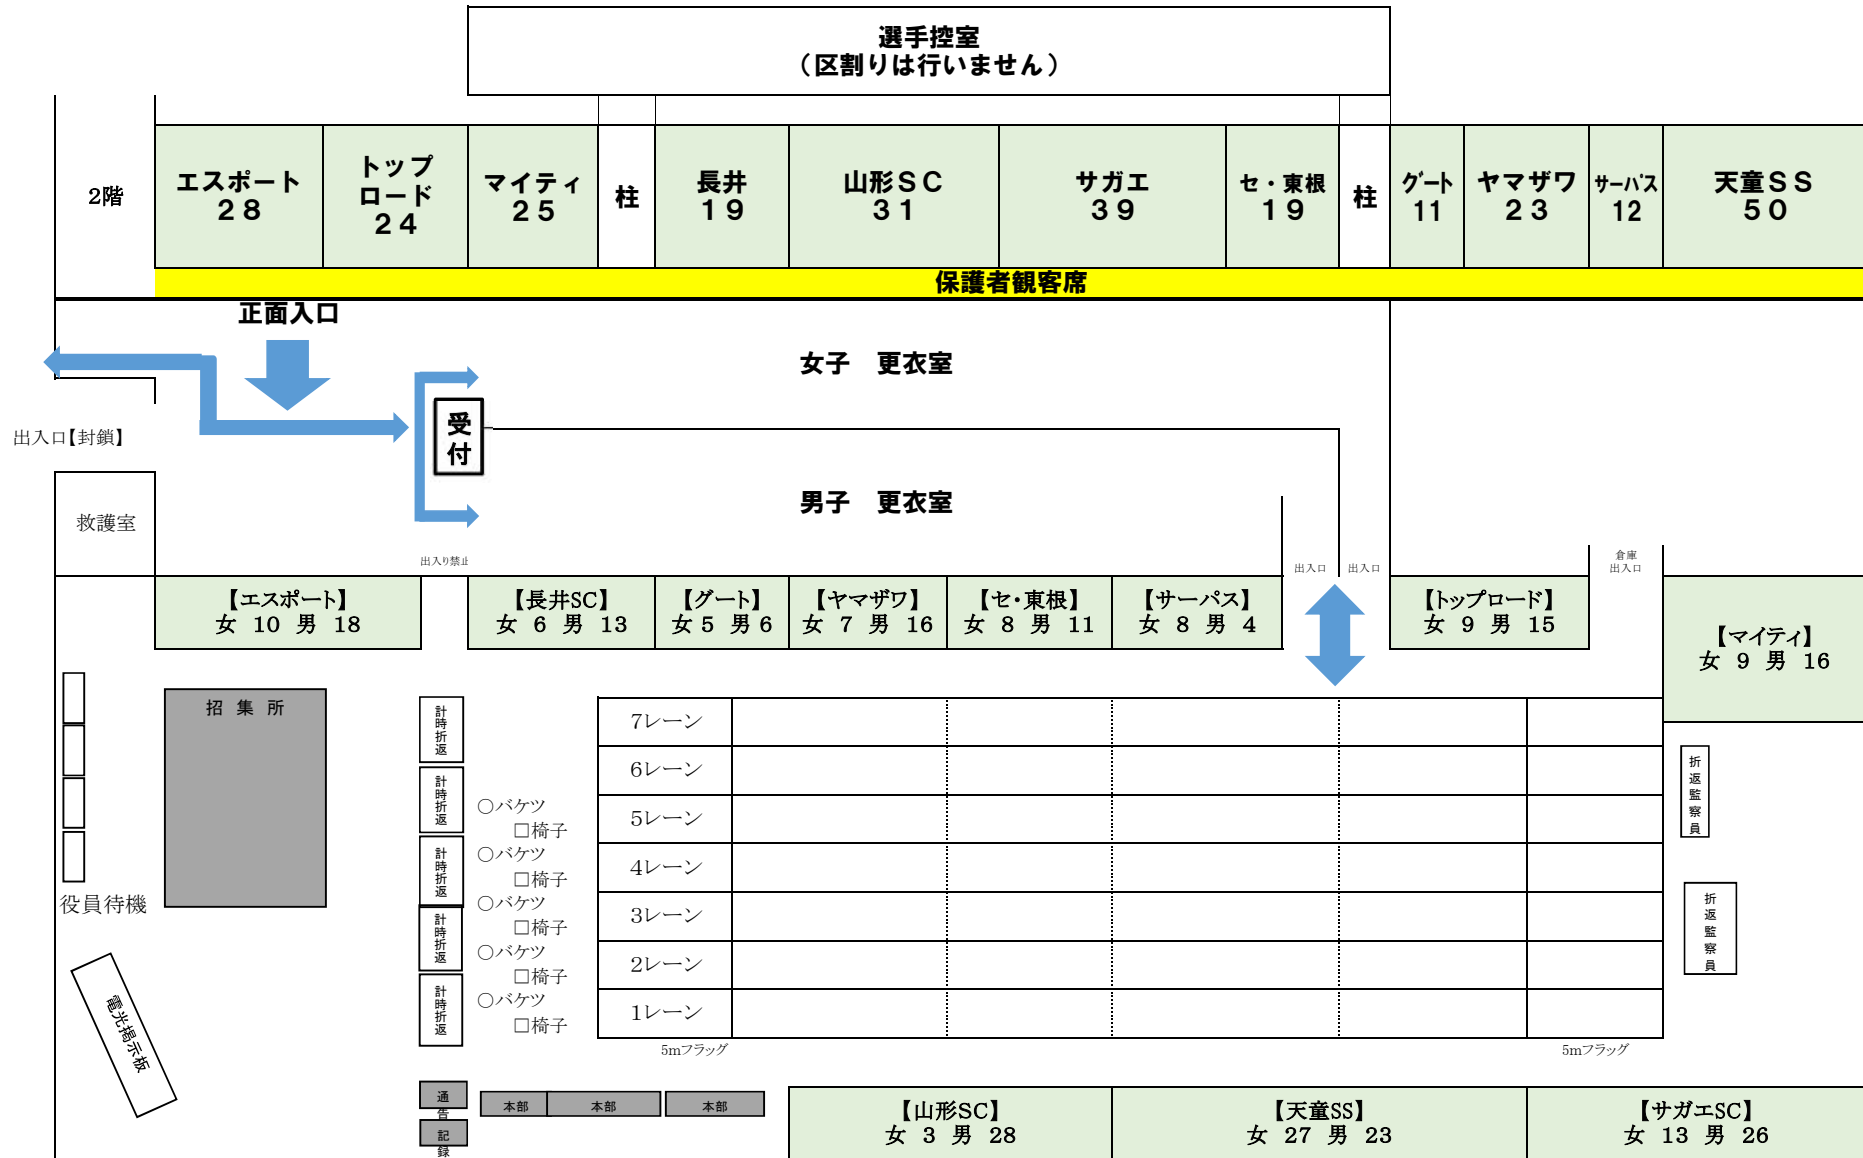 選手控室
（区割りは行いません）
2階
エスポート
２８
トップ
ロード
２４
マイティ
２５
柱
長井
１９
山形ＳＣ
３１
サガエ
３９
セ・東根
１９
柱
グート
11
ヤマザワ
２３
サーパス
12
天童ＳＳ
５０
保護者観客席
正面入口
女子　更衣室
受
付
出入口【封鎖】
男子　更衣室
救護室
出入り禁止
出入口
出入口
倉庫
出入口
【エスポート】
女 10 男 18
【長井SC】
女 6 男 13
【グート】
女 5 男 6
【ヤマザワ】
女 7 男 16
【セ・東根】
女 8 男 11
【サーパス】
女 8 男 4
【トップロード】
女 9 男 15
【マイティ】
女 9 男 16
招　集　所
計時折返
7レーン
計時折返
6レーン
折返監察員
〇バケツ
□椅子
5レーン
計時折返
〇バケツ
□椅子
4レーン
役員待機
計時折返
〇バケツ
□椅子
3レーン
折返監察員
〇バケツ
□椅子
2レーン
計時折返
〇バケツ
□椅子
1レーン
電光掲示板
5mフラッグ
5mフラッグ
通告
本部
本部
本部
記録
【山形SC】
女 3 男 28
【天童SS】
女 27 男 23
【サガエSC】
女 13 男 26